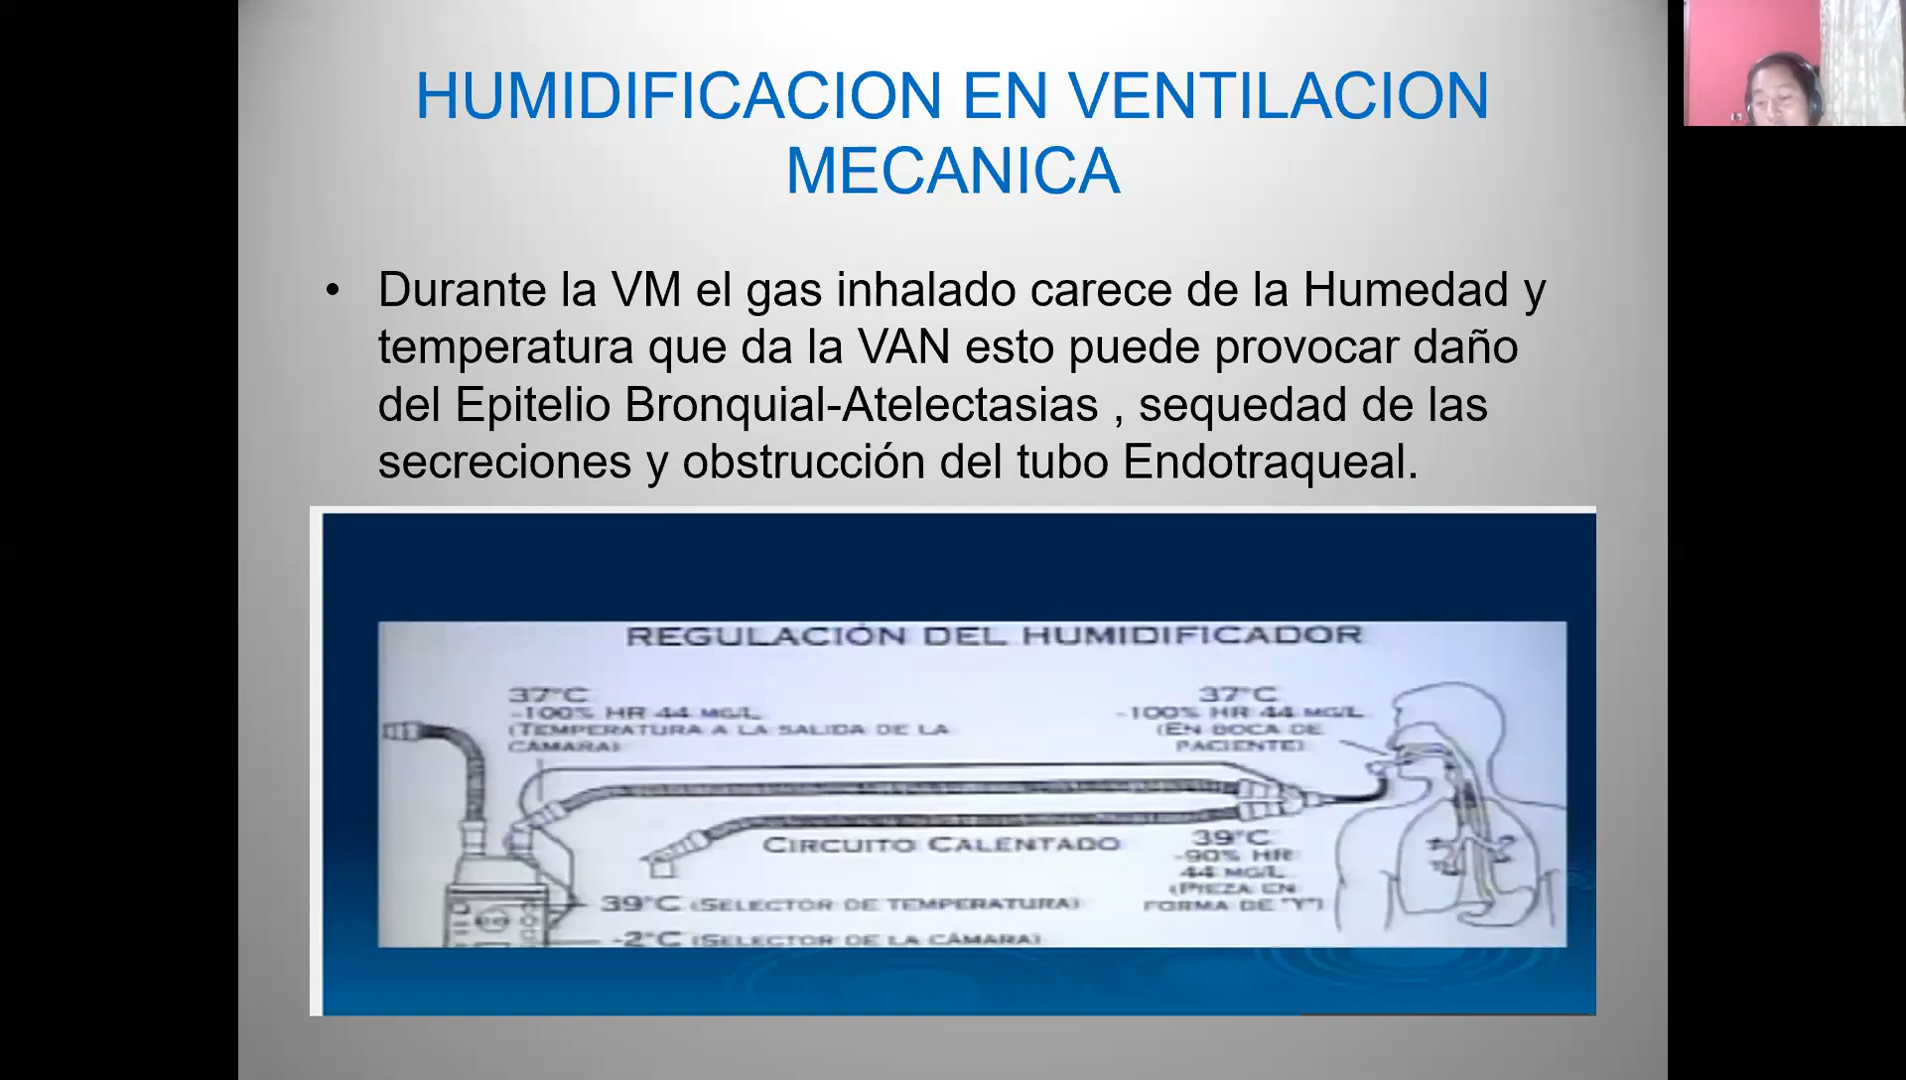 HUMIDIFICACION EN VENTILACION
MECANICA
• Durante la VM el gas inhalado carece de la Humedad y
temperatura que da la VAN esto puede provocar daño
del Epitelio Bronquial-Atelectasias , sequedad de las
secreciones y obstrucción del tubo Endotraqueal.
REGULACIÓN DEL HUMIDIFICADOR
37°C
-100% HR 44 MG/L
(TEMPERATURA A LA SALIDA DE LA
CÁMARA)
37°C
-100% HR 44 MG/L
(EN BOCA DE
PACIENTE)
CIRCUITO CALENTADO
39°C
-90% HR
44 MG/L
(PIEZA EN
FORMA DE "Y")
39°C (SELECTOR DE TEMPERATURA)
-2°C (SELECTOR DE LA CÁMARA)